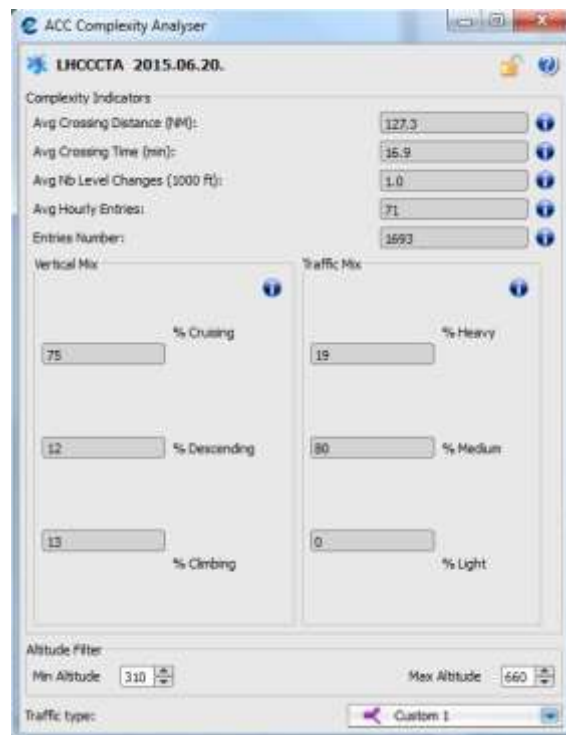 ACC Complexity Analyser
LHCCCTA 2015.06.20.
Complexity Indicators
Avg Crossing Distance (NM): 127.3
Avg Crossing Time (min): 16.9
Avg Nb Level Changes (1000 ft): 1.0
Avg Hourly Entries: 71
Entries Number: 1693
Vertical Mix Traffic Mix
% Cruising % Heavy
75 19
12 % Descending 80 % Medium
13 0
% Climbing % Light
Altitude Filter
Min Altitude 310 Max Altitude 660
Traffic type: Custom 1